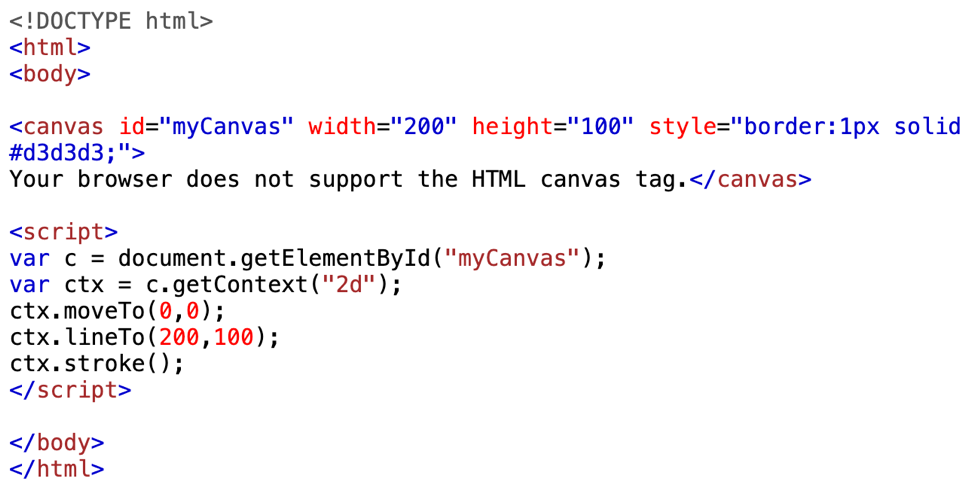 <!DOCTYPE html>
<html>
<body>

<canvas id="myCanvas" width="200" height="100" style="border:1px solid
#d3d3d3;">
Your browser does not support the HTML canvas tag.</canvas>

<script>
var c = document.getElementById("myCanvas");
var ctx = c.getContext("2d");
ctx.moveTo(0,0);
ctx.lineTo(200,100);
ctx.stroke();
</script>

</body>
</html>